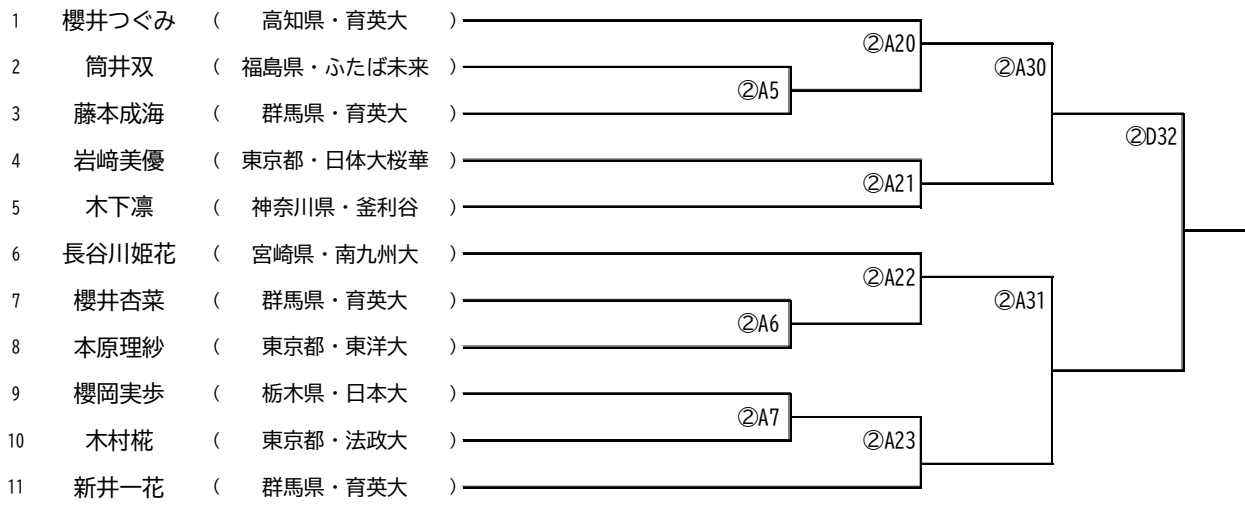 1 櫻井つぐみ ( 高知県・育英大 )
②A20
2 筒井双 ( 福島県・ふたば未来 )
②A30
②A5
3 藤本成海 ( 群馬県・育英大 )
②D32
4 岩﨑美優 ( 東京都・日体大桜華 )
②A21
5 木下凛 ( 神奈川県・釜利谷 )
6 長谷川姫花 ( 宮崎県・南九州大 )
②A22
7 櫻井杏菜 ( 群馬県・育英大 )
②A31
②A6
8 本原理紗 ( 東京都・東洋大 )
9 櫻岡実歩 ( 栃木県・日本大 )
②A7
10 木村椛 ( 東京都・法政大 )
②A23
11 新井一花 ( 群馬県・育英大 )